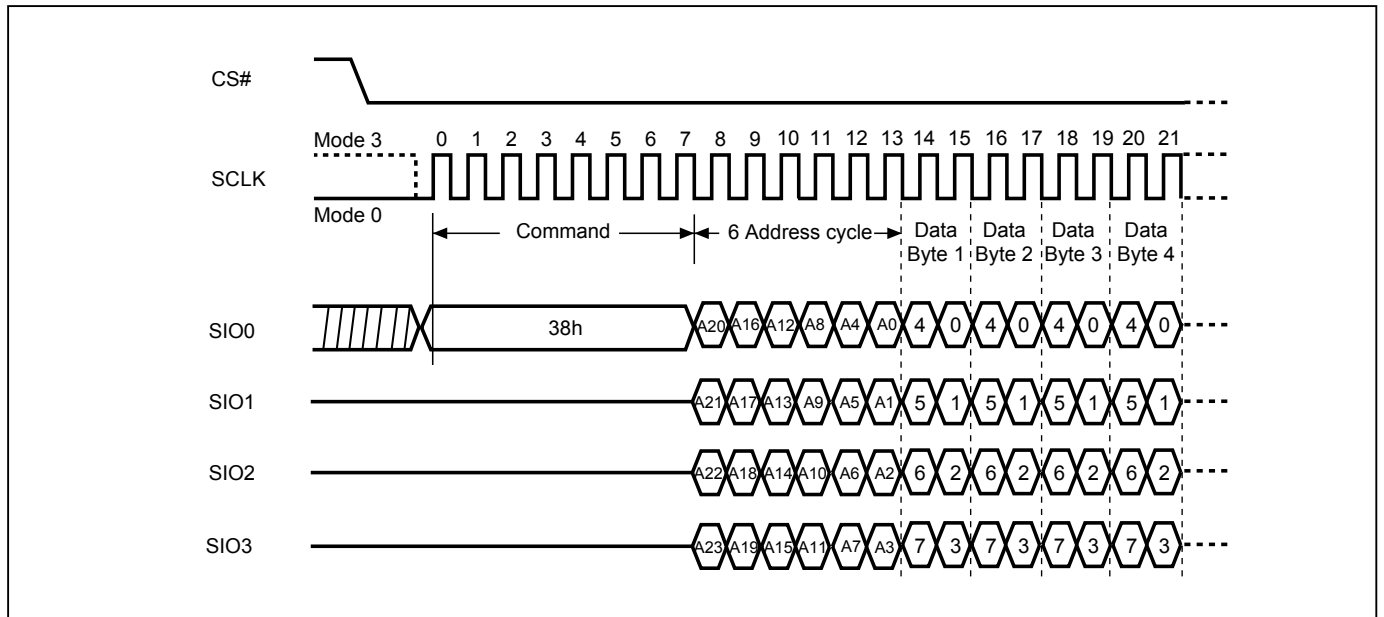 CS#
Mode 3 0 1 2 3 4 5 6 7 8 9 10 11 12 13 14 15 16 17 18 19 20 21
SCLK
Mode 0
Command 6 Address cycle Data Byte 1 Data Byte 2 Data Byte 3 Data Byte 4
SIO0 38h A20 A16 A12 A8 A4 A0 4 0 4 0 4 0 4 0
SIO1 A21 A17 A13 A9 A5 A1 5 1 5 1 5 1 5 1
SIO2 A22 A18 A14 A10 A6 A2 6 2 6 2 6 2 6 2
SIO3 A23 A19 A15 A11 A7 A3 7 3 7 3 7 3 7 3